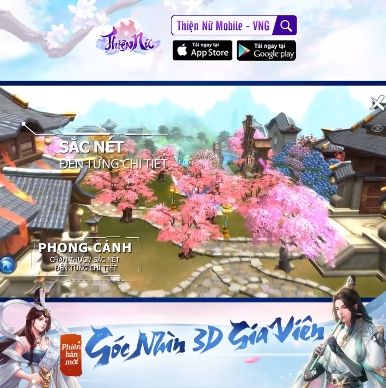 Thiện Nữ
Thiện Nữ Mobile - VNG
Tải ngay tại
App Store
Tải ngay tại
Google play
SẮC NÉT
ĐẾN TỪNG CHI TIẾT
PHONG CẢNH
CHÂN THỰC / SẮC NÉT
ĐẾN TỪNG CHI TIẾT
Phiên
bản
mới
Góc Nhìn 3D Gia Viên